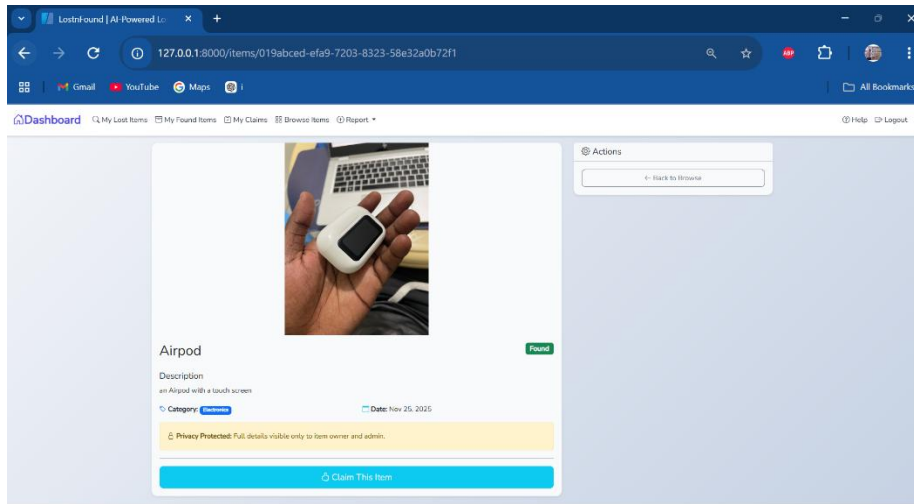 LostnFound | AI-Powered Lo
127.0.0.1:8000/items/019abced-efa9-7203-8323-58e32a0b72f1
ABP
Gmail YouTube Maps i All Bookmarks
Dashboard My Lost Items My Found Items My Claims Browse Items Report Help Logout
Actions
← Back to Browse
Airpod Found
Description
an Airpod with a touch screen
Category: Electronics Date: Nov 25, 2025
Privacy Protected: Full details visible only to item owner and admin.
Claim This Item